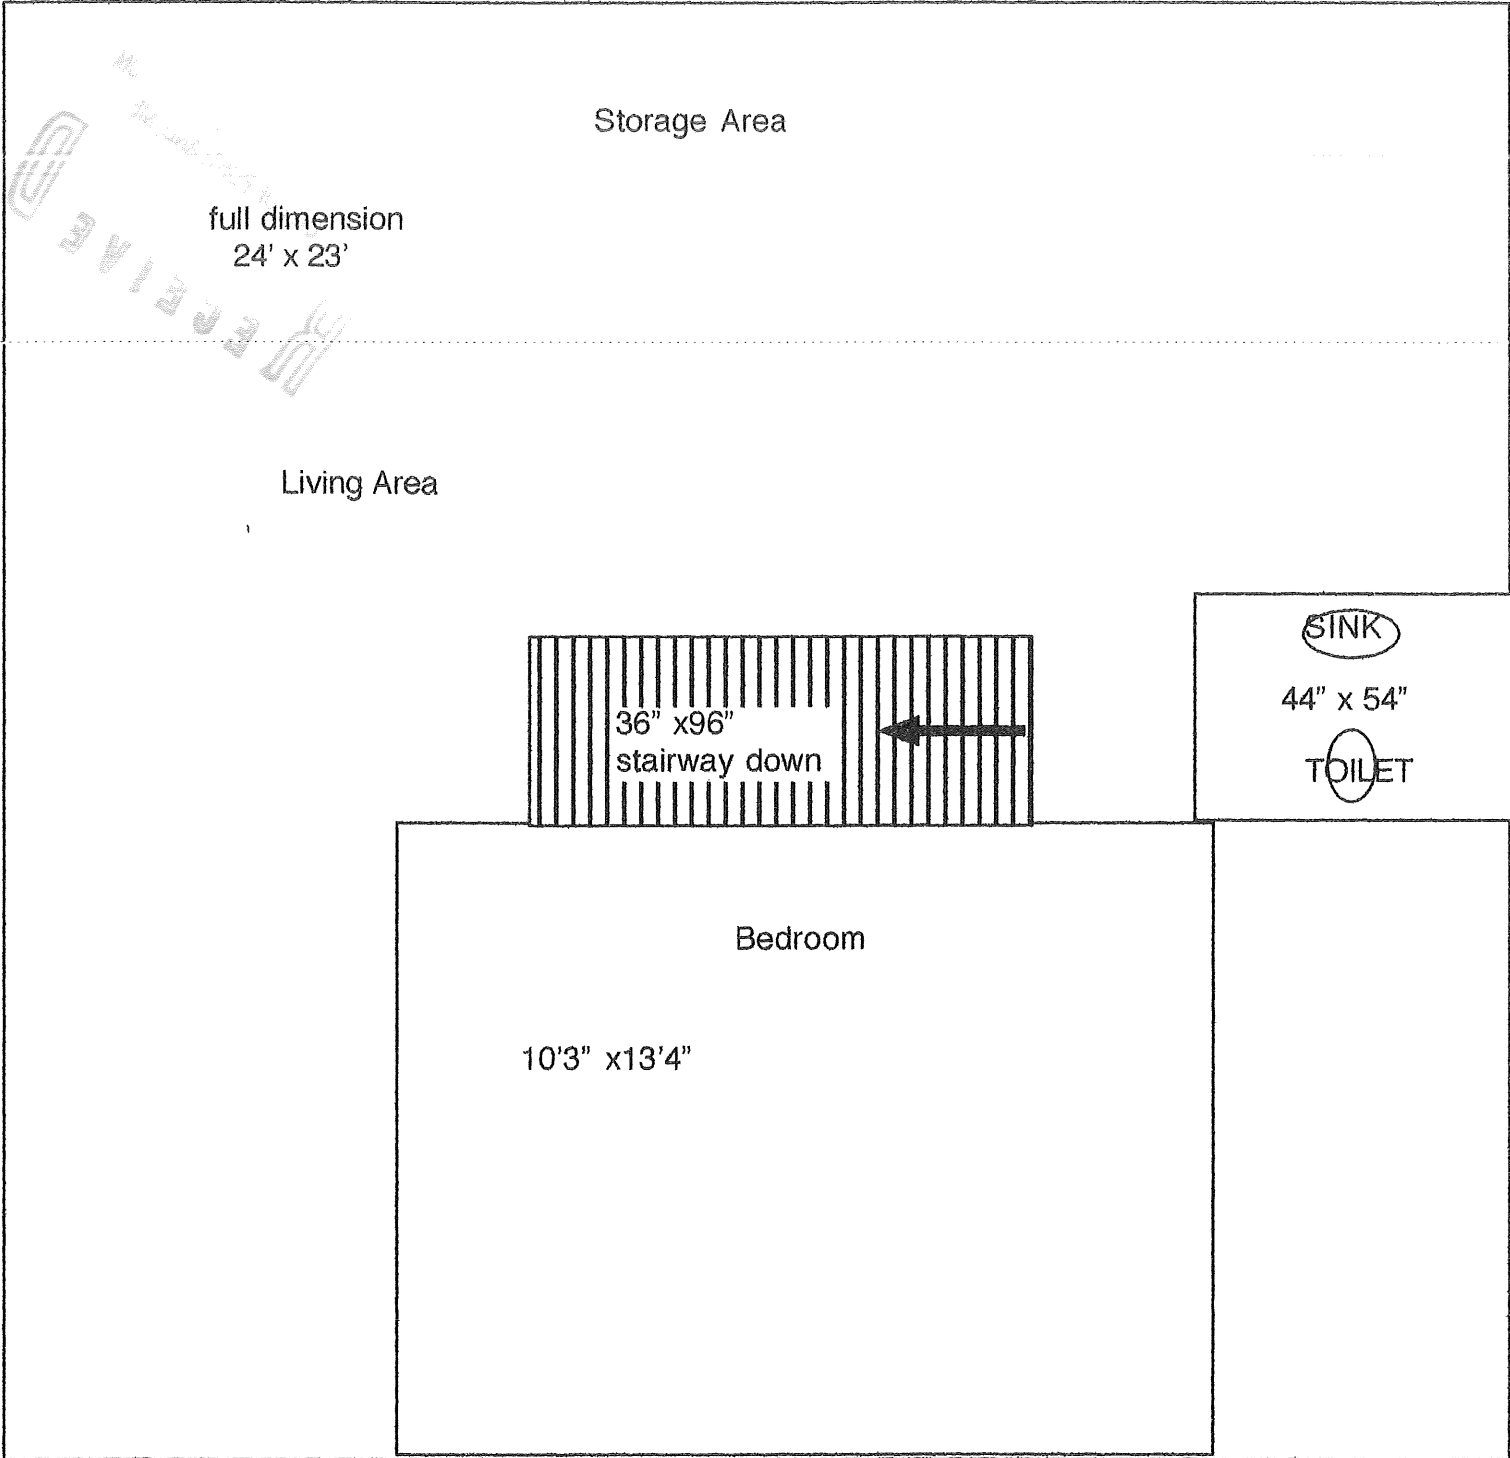 Storage Area
full dimension
24' x 23'
RECEIVED
Living Area
SINK
44" x 54"
TOILET
36" x96"
stairway down
Bedroom
10'3" x13'4"